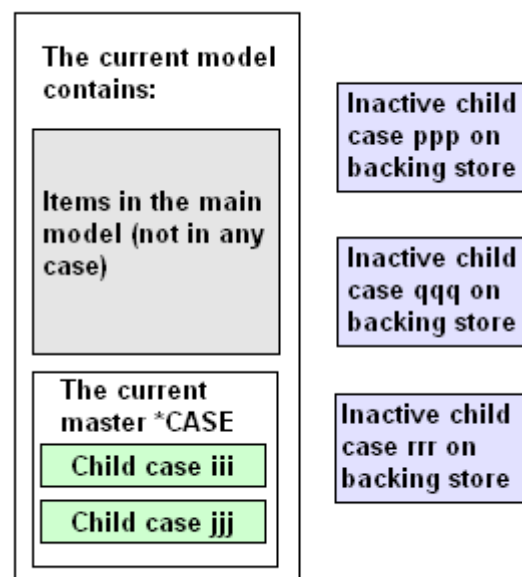 The current model
contains:
Items in the main
model (not in any
case)
The current
master *CASE
Child case iii
Child case jjj
Inactive child
case ppp on
backing store
Inactive child
case qqq on
backing store
Inactive child
case rrr on
backing store